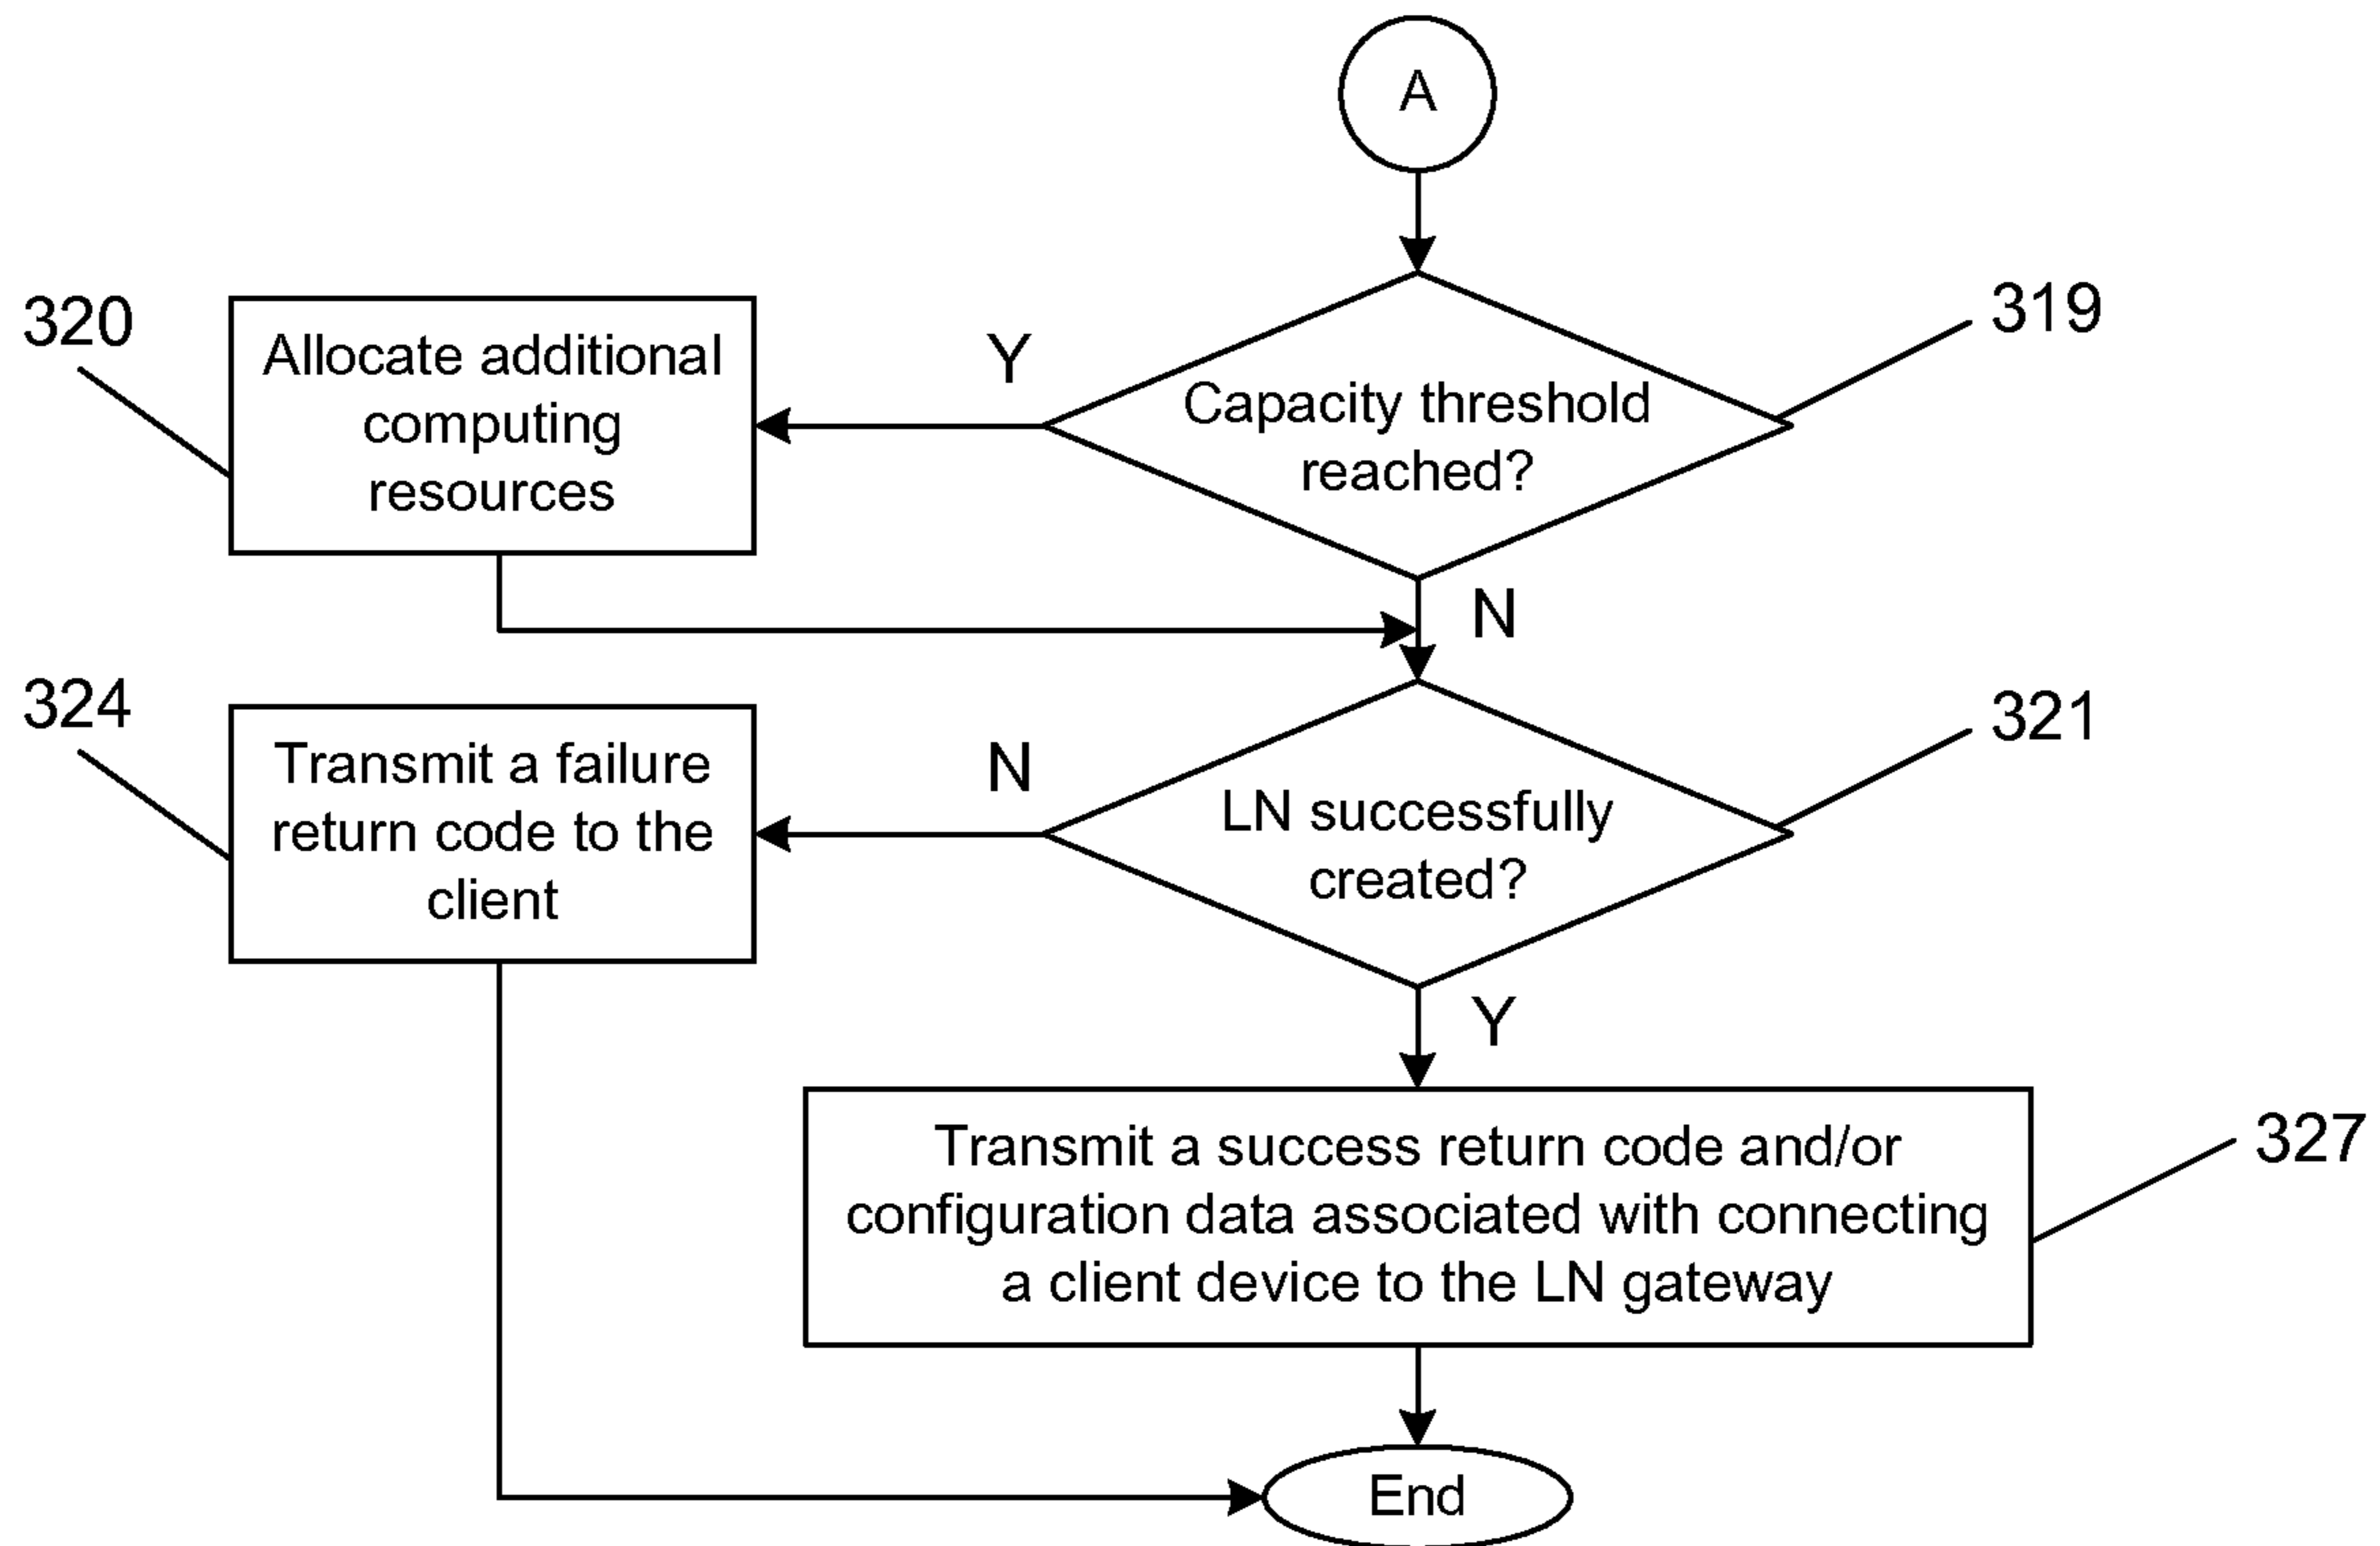 A
320
Allocate additional
computing
resources
Y
Capacity threshold
reached?
319
N
324
Transmit a failure
return code to the
client
N
LN successfully
created?
321
Y
Transmit a success return code and/or
configuration data associated with connecting
a client device to the LN gateway
327
End